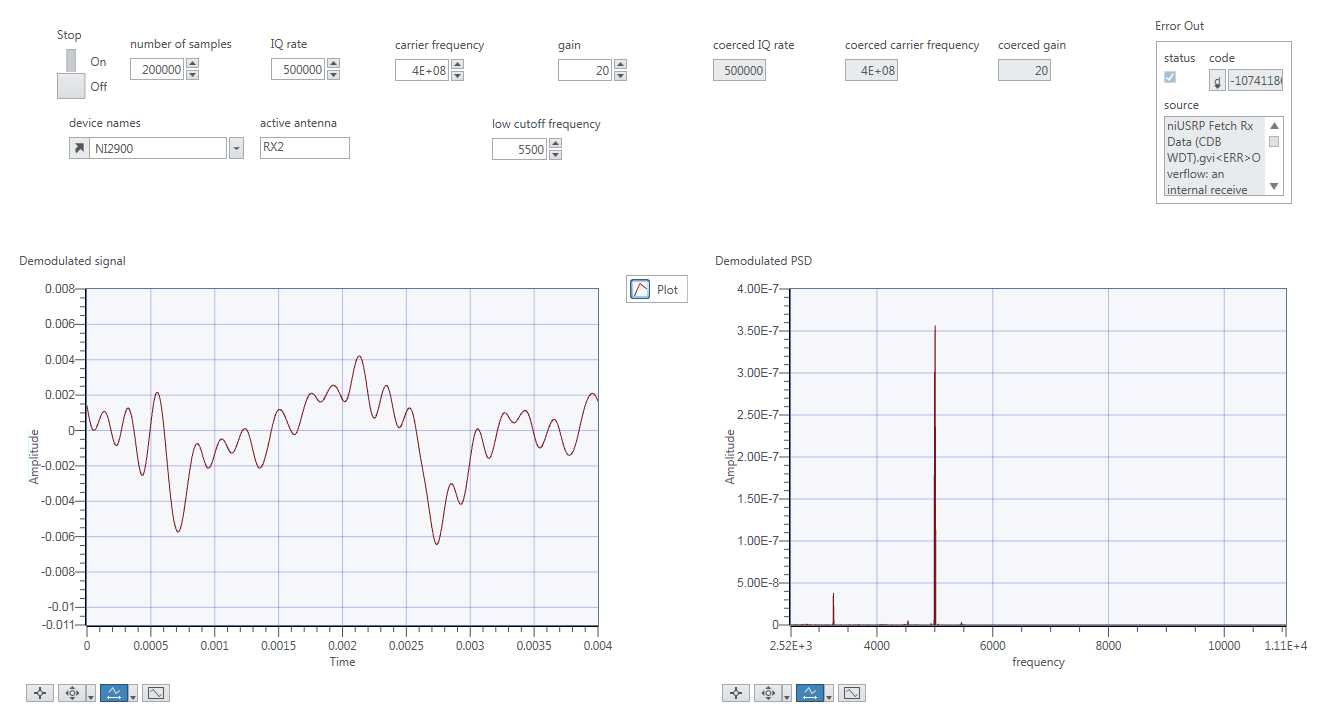 Stop
On
Off
number of samples
200000
IQ rate
500000
carrier frequency
4E+08
gain
20
coerced IQ rate
500000
coerced carrier frequency
4E+08
coerced gain
20
Error Out
status
code
d
-10741186
source
niUSRP Fetch Rx
Data (CDB
WDT).gvi<ERR>O
verflow: an
internal receive
device names
NI2900
active antenna
RX2
low cutoff frequency
5500
Demodulated signal
Plot
0.008
0.006
0.004
0.002
0
-0.002
-0.004
-0.006
-0.008
-0.01
-0.011
Amplitude
0
0.0005
0.001
0.0015
0.002
0.0025
0.003
0.0035
0.004
Time
Demodulated PSD
4.00E-7
3.50E-7
3.00E-7
2.50E-7
2.00E-7
1.50E-7
1.00E-7
5.00E-8
0
Amplitude
2.52E+3
4000
6000
8000
10000
1.11E+4
frequency